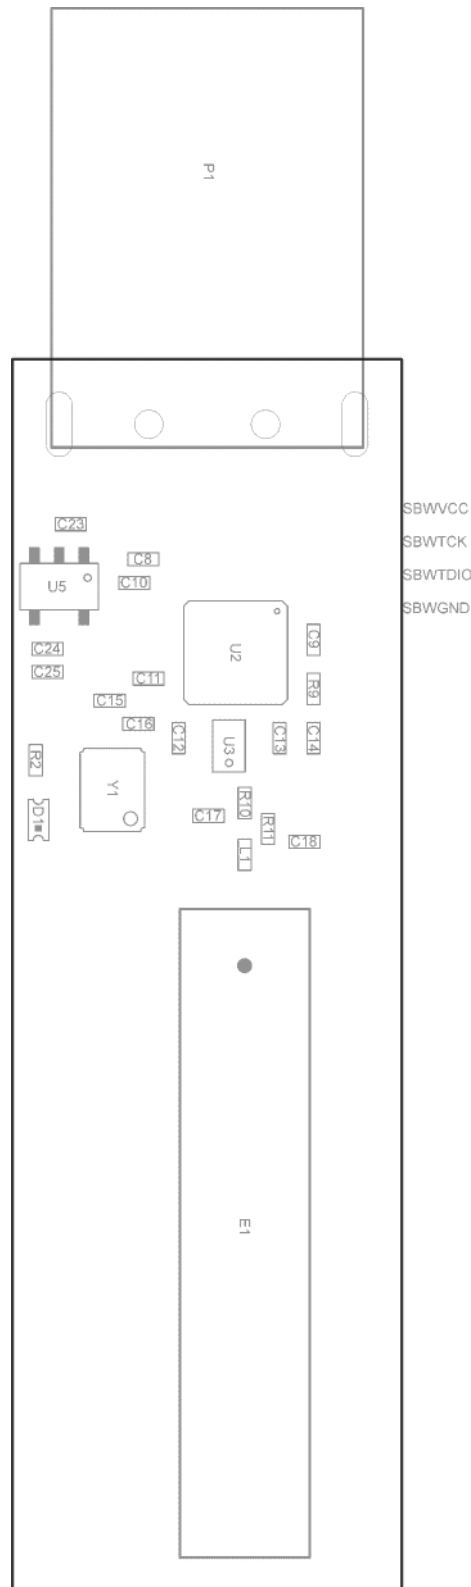 P1
SBWVCC
C23
SBWTCK
C8
SBWTDIO
U5
C10
SBWGND
C9
C24
U2
C25
C11
R9
C15
C16
C12
U3
C13
C14
R2
Y1
R10
D1
C17
R11
C18
L1
E1